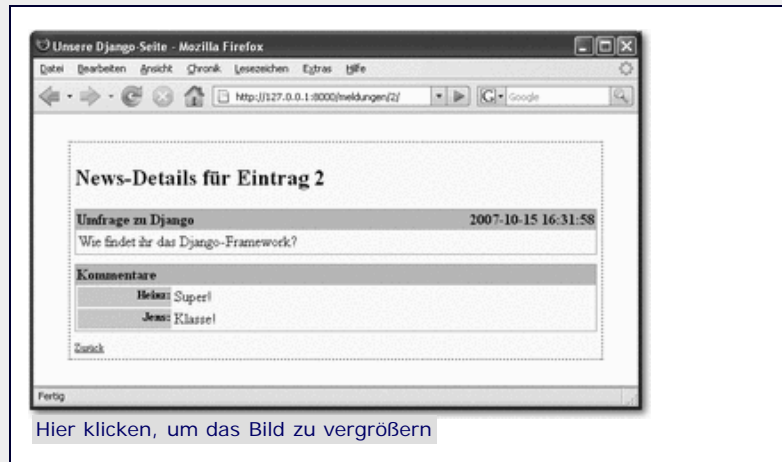 Unsere Django-Seite - Mozilla Firefox
Datei Bearbeiten Ansicht Chronik Lesezeichen Extras Hilfe
http://127.0.0.1:8000/meldungen/2/ G Google
News-Details für Eintrag 2
Umfrage zu Django 2007-10-15 16:31:58
Wie findet ihr das Django-Framework?
Kommentare
Heinz: Super!
Jens: Klasse!
Zurück
Fertig
Hier klicken, um das Bild zu vergrößern